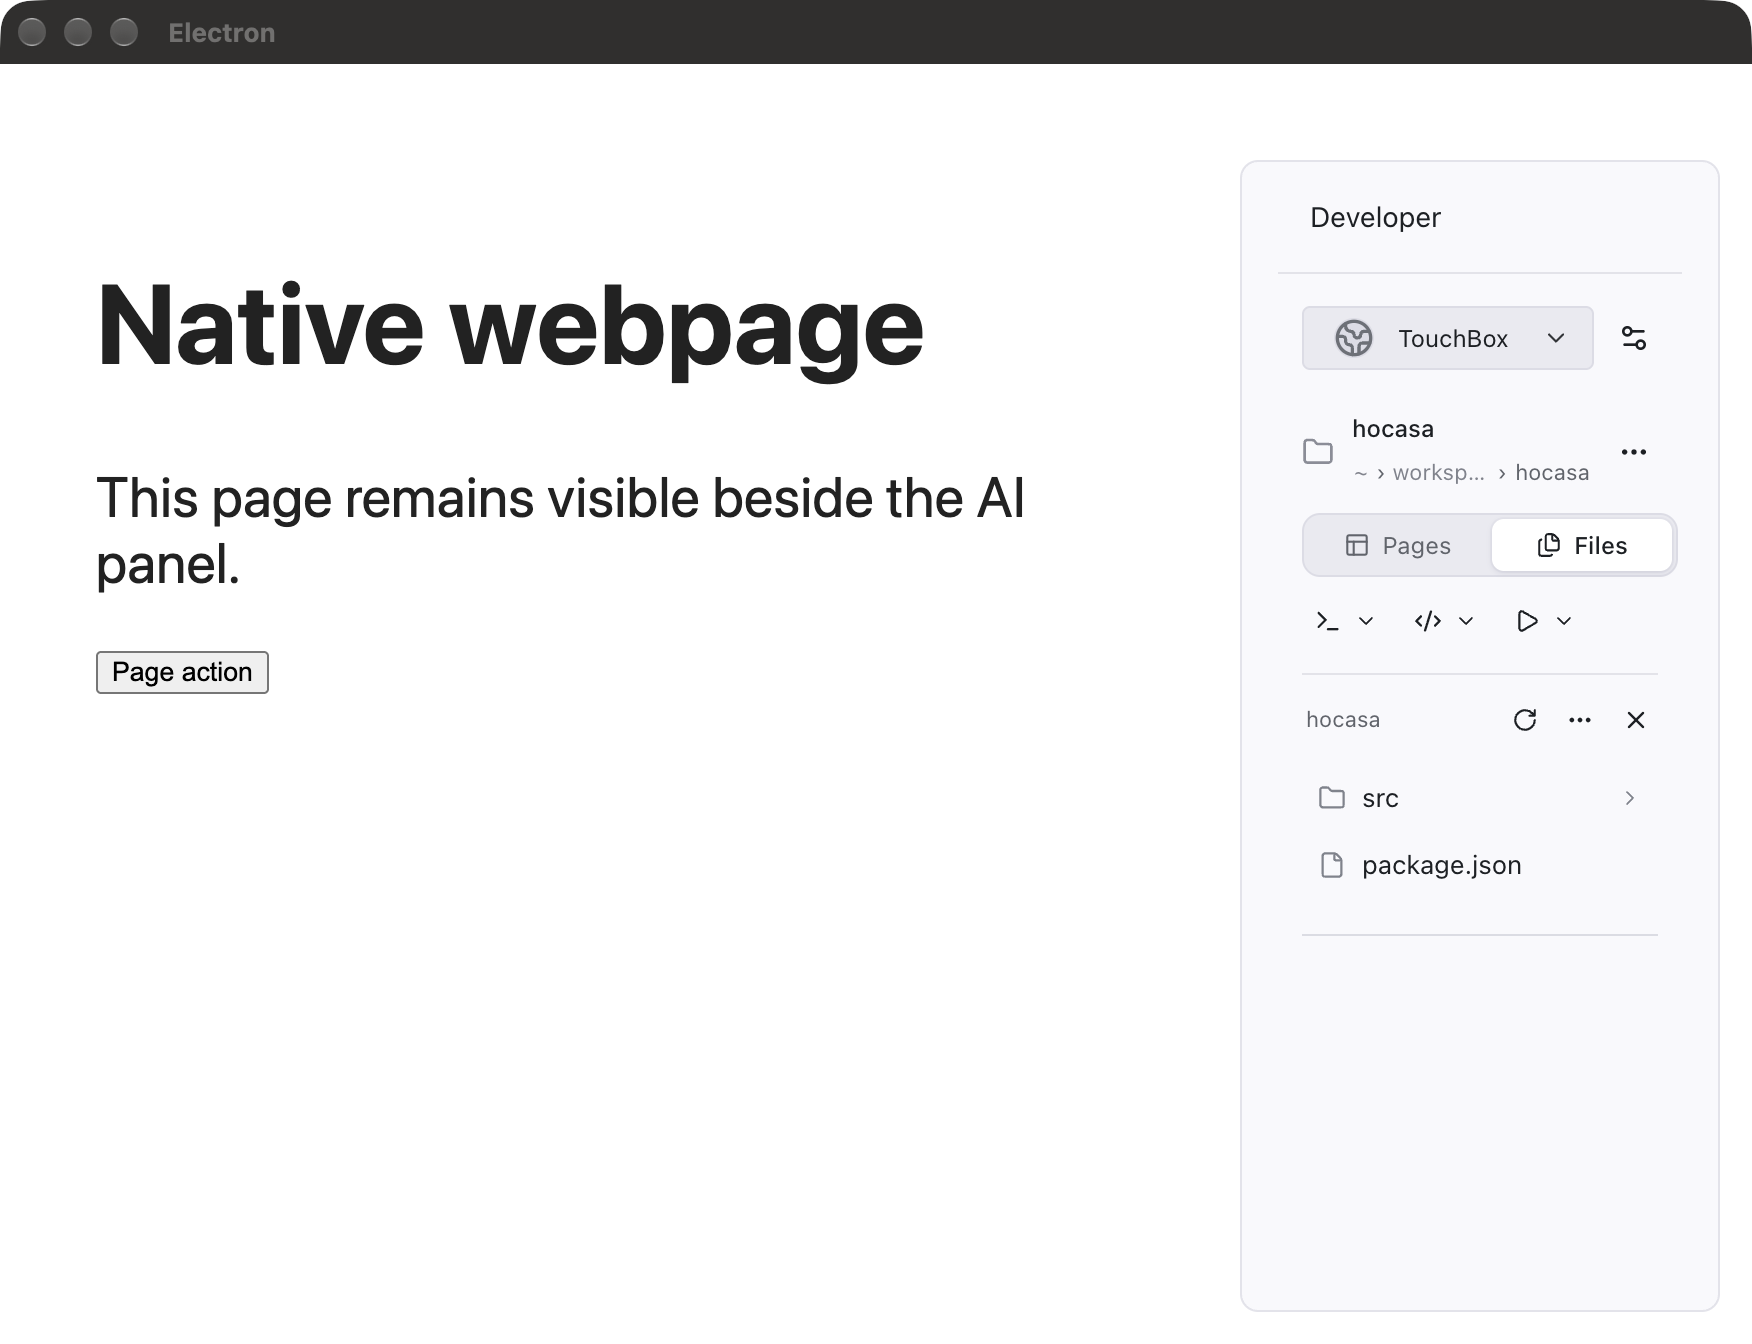 Electron
Native webpage
This page remains visible beside the AI
panel.
Page action
Developer
TouchBox
hocasa
~ › worksp... › hocasa
Pages Files
hocasa
src
package.json